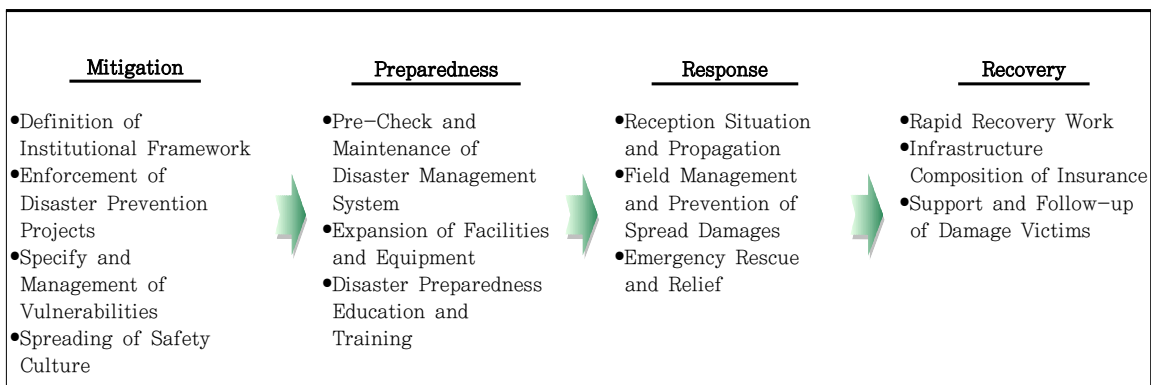 Mitigation
●Definition of
Institutional Framework
●Enforcement of
Disaster Prevention
Projects
●Specify and
Management of
Vulnerabilities
●Spreading of Safety
Culture
Preparedness
●Pre-Check and
Maintenance of
Disaster Management
System
●Expansion of Facilities
and Equipment
●Disaster Preparedness
Education and
Training
Response
●Reception Situation
and Propagation
●Field Management
and Prevention of
Spread Damages
●Emergency Rescue
and Relief
Recovery
●Rapid Recovery Work
●Infrastructure
Composition of Insurance
●Support and Follow-up
of Damage Victims